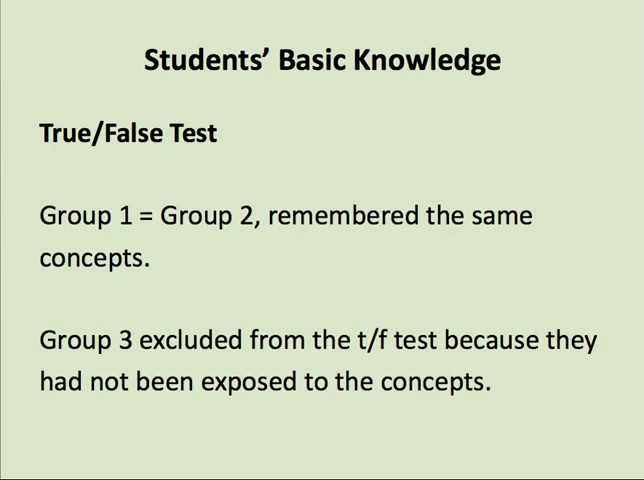 Students’ Basic Knowledge
True/False Test
Group 1 = Group 2, remembered the same
concepts.
Group 3 excluded from the t/f test because they
had not been exposed to the concepts.